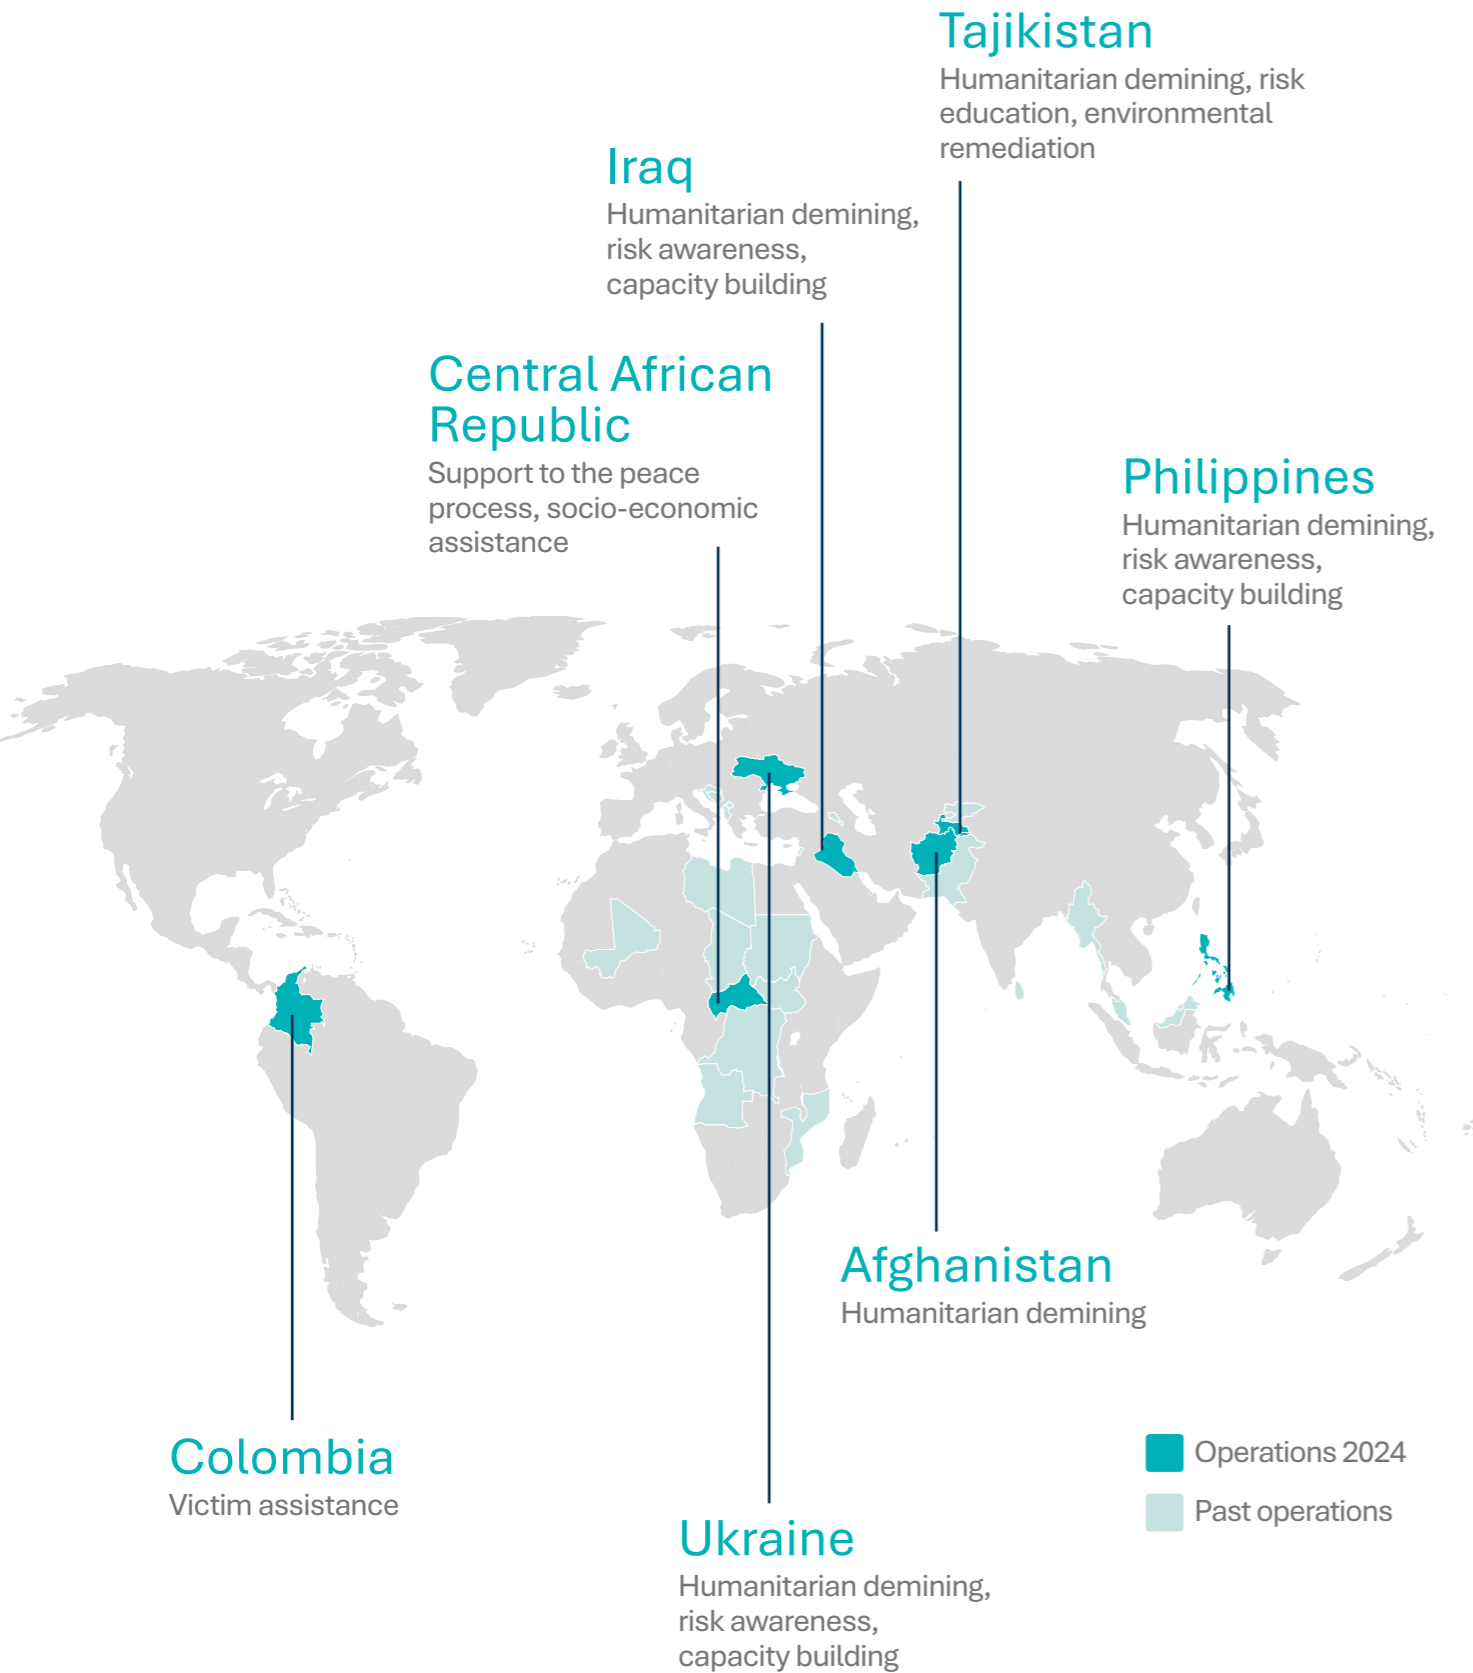 Tajikistan
Humanitarian demining, risk
education, environmental
remediation
Iraq
Humanitarian demining,
risk awareness,
capacity building
Central African
Republic
Support to the peace
process, socio-economic
assistance
Philippines
Humanitarian demining,
risk awareness,
capacity building
Afghanistan
Humanitarian demining
Colombia
Victim assistance
Ukraine
Humanitarian demining,
risk awareness,
capacity building
Operations 2024
Past operations